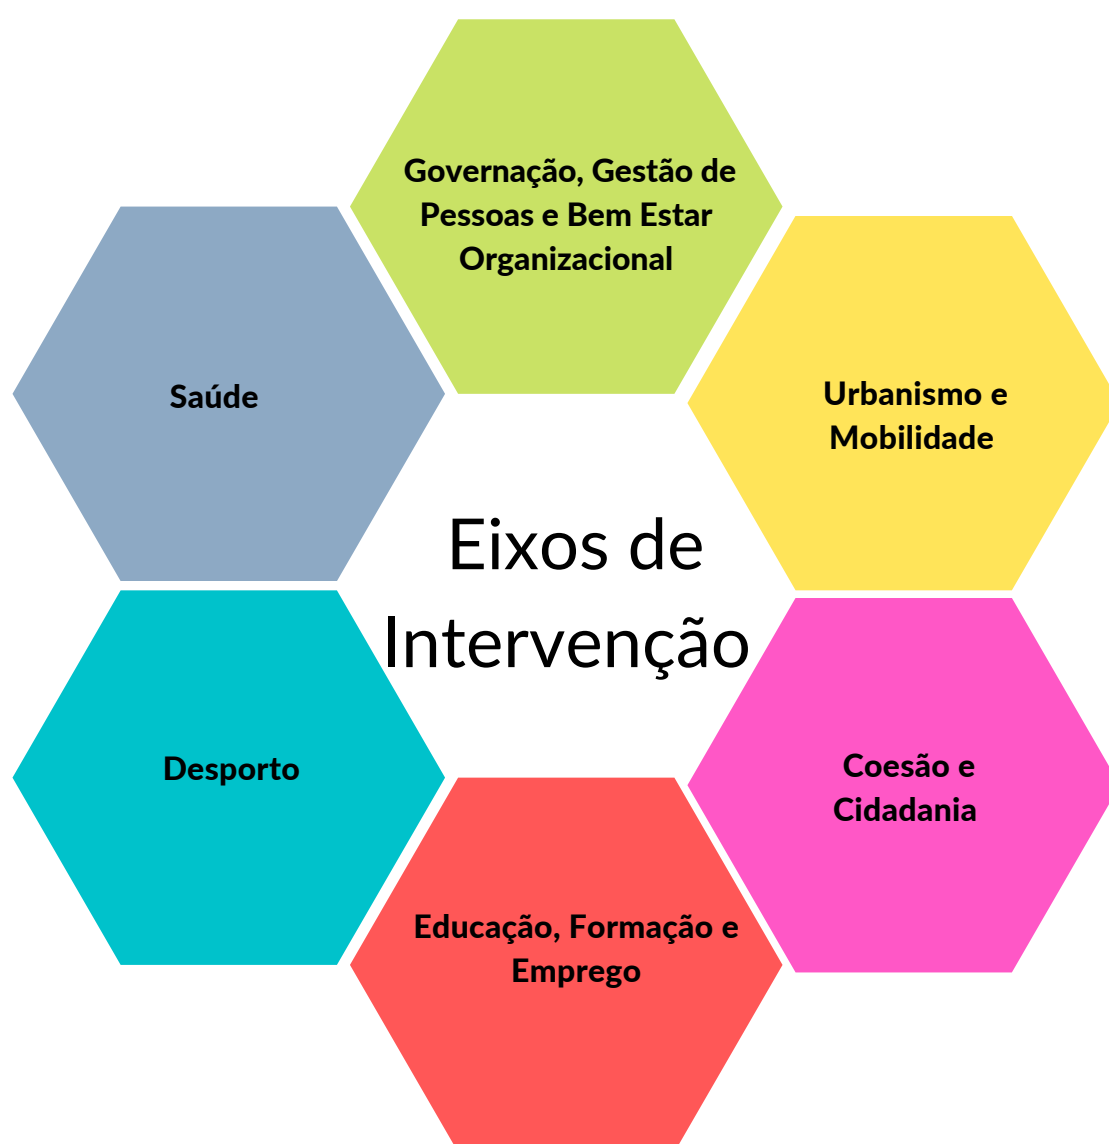 Governação, Gestão de
Pessoas e Bem Estar
Organizacional
Saúde
Urbanismo e
Mobilidade
Eixos de
Intervenção
Desporto
Coesão e
Cidadania
Educação, Formação e
Emprego